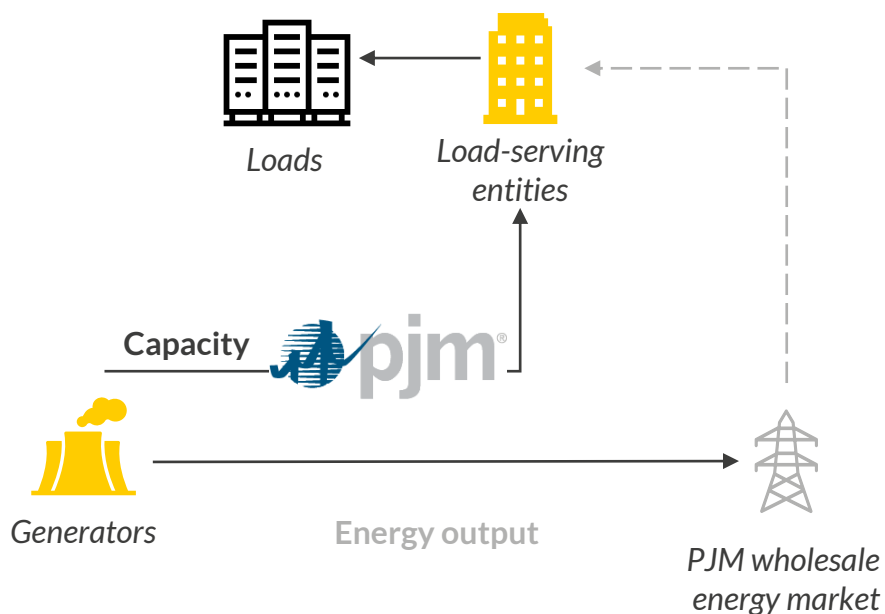 Loads
Load-serving
entities
Capacity
pjm®
Generators
Energy output
PJM wholesale
energy market